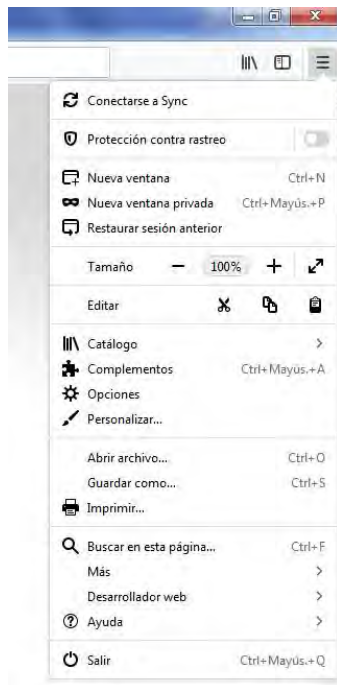 Conectarse a Sync
Protección contra rastreo
Nueva ventana Ctrl+N
Nueva ventana privada Ctrl+Mayús.+P
Restaurar sesión anterior
Tamaño 100%
Editar
Catálogo
Complementos Ctrl+Mayús.+A
Opciones
Personalizar...
Abrir archivo... Ctrl+O
Guardar como... Ctrl+S
Imprimir...
Buscar en esta página... Ctrl+F
Más
Desarrollador web
Ayuda
Salir Ctrl+Mayús.+Q